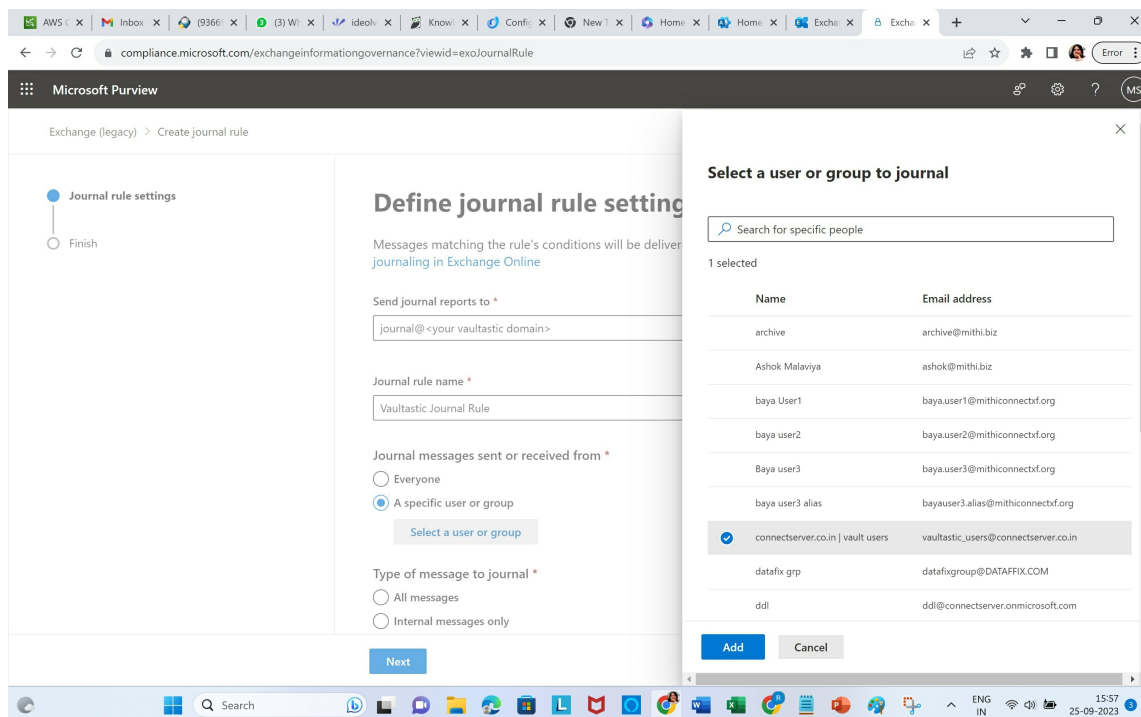 AWS C
Inbox
(9366
(3) Wh
ideolv
Knowl
Config
New T
Home
Home
Excha
Excha
compliance.microsoft.com/exchangeinformationgovernance?viewid=exoJournalRule
Error
Microsoft Purview
MS
Exchange (legacy) > Create journal rule
Journal rule settings
Finish
Define journal rule setting
Messages matching the rule's conditions will be deliver
journaling in Exchange Online
Send journal reports to *
journal@<your vaultastic domain>
Journal rule name *
Vaultastic Journal Rule
Journal messages sent or received from *
Everyone
A specific user or group
Select a user or group
Type of message to journal *
All messages
Internal messages only
Next
Select a user or group to journal
Search for specific people
1 selected
Name Email address
archive archive@mithi.biz
Ashok Malaviya ashok@mithi.biz
baya User1 baya.user1@mithiconnectxf.org
baya user2 baya.user2@mithiconnectxf.org
Baya user3 baya.user3@mithiconnectxf.org
baya user3 alias bayauser3.alias@mithiconnectxf.org
connectserver.co.in | vault users vaultastic_users@connectserver.co.in
datafix grp datafixgroup@DATAFFIX.COM
ddl ddl@connectserver.onmicrosoft.com
Add Cancel
Search
ENG
IN
15:57
25-09-2023
3